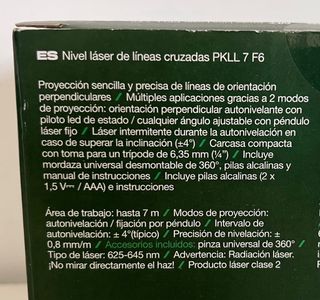 ES Nivel láser de líneas cruzadas PKLL 7 F6
Proyección sencilla y precisa de líneas de orientación
perpendiculares / Múltiples aplicaciones gracias a 2 modos
de proyección: orientación perpendicular autonivelante con
piloto led de estado / cualquier ángulo ajustable con péndulo
láser fijo / Láser intermitente durante la autonivelación en
caso de superar la inclinación (±4°) / Carcasa compacta
con toma para un trípode de 6,35 mm (¼") / Incluye
mordaza universal desmontable de 360°, pilas alcalinas y
manual de instrucciones / Incluye pilas alcalinas (2 x
1,5 V⎓ / AAA) e instrucciones
Área de trabajo: hasta 7 m / Modos de proyección:
autonivelación / fijación por péndulo / Intervalo de
autonivelación: ± 4°(típico) / Precisión de nivelación: ±
0,8 mm/m / Accesorios incluidos: pinza universal de 360° /
Tipo de láser: 625-645 nm / Advertencia: Radiación láser.
¡No mirar directamente el haz! / Producto láser clase 2